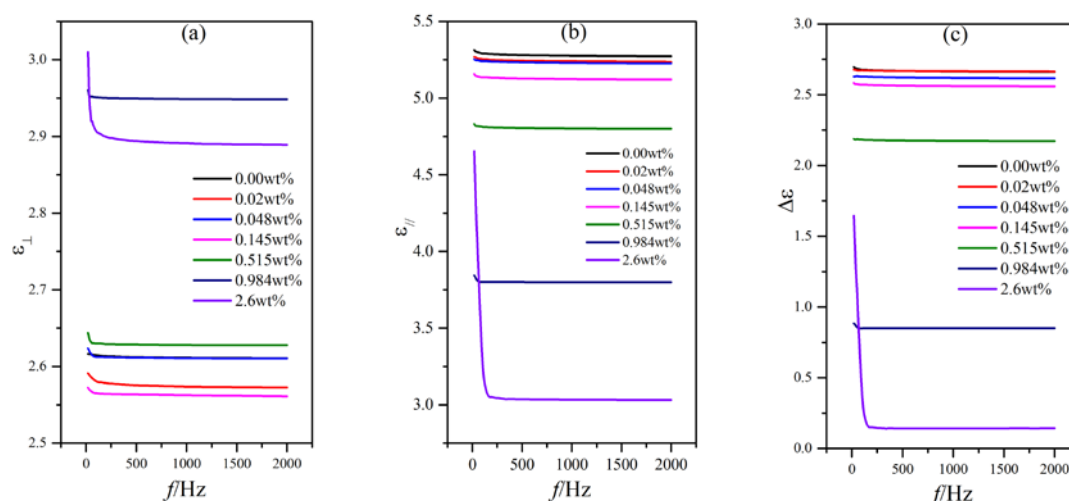 (a)
3.0
2.9
2.8
2.7
2.6
2.5
ε⊥
0.00wt%
0.02wt%
0.048wt%
0.145wt%
0.515wt%
0.984wt%
2.6wt%
0 500 1000 1500 2000
f/Hz
(b)
5.5
5.0
4.5
4.0
3.5
3.0
ε//
0.00wt%
0.02wt%
0.048wt%
0.145wt%
0.515wt%
0.984wt%
2.6wt%
0 500 1000 1500 2000
f/Hz
(c)
3.0
2.5
2.0
1.5
1.0
0.5
0.0
Δε
0.00wt%
0.02wt%
0.048wt%
0.145wt%
0.515wt%
0.984wt%
2.6wt%
0 500 1000 1500 2000
f/Hz